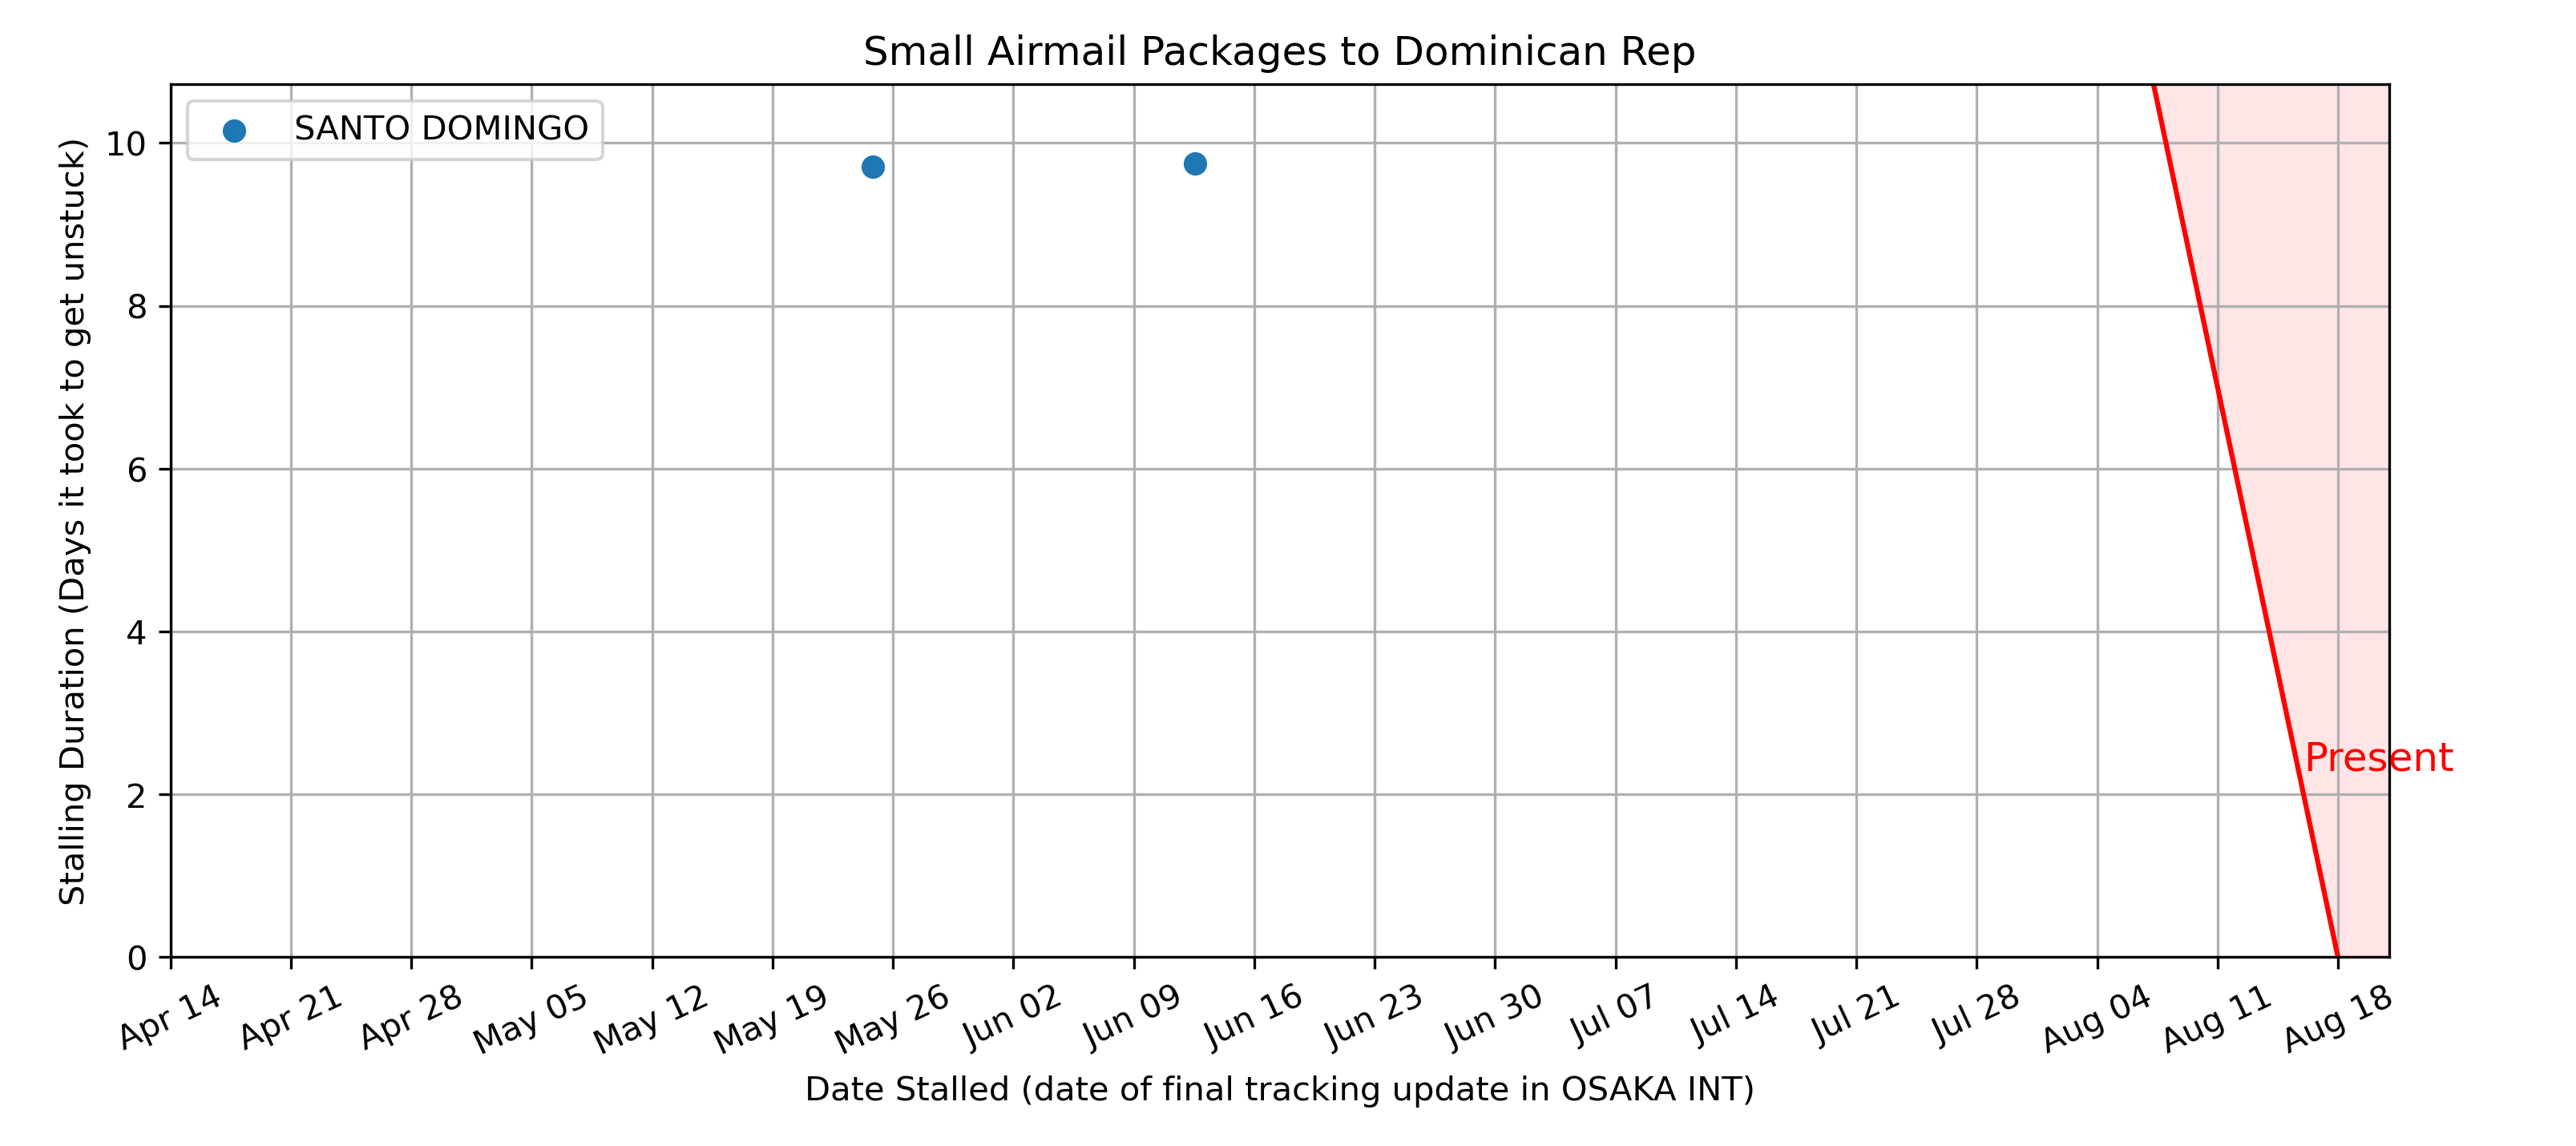 Small Airmail Packages to Dominican Rep
SANTO DOMINGO
Stalling Duration (Days it took to get unstuck)
10
8
6
4
2
0
Present
Apr 14
Apr 21
Apr 28
May 05
May 12
May 19
May 26
Jun 02
Jun 09
Jun 16
Jun 23
Jun 30
Jul 07
Jul 14
Jul 21
Jul 28
Aug 04
Aug 11
Aug 18
Date Stalled (date of final tracking update in OSAKA INT)